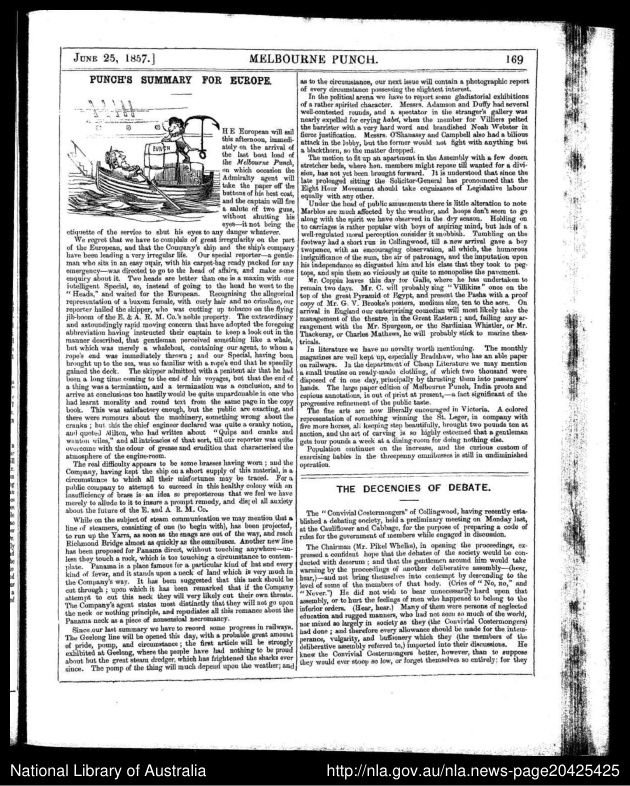 JUNE 25, 1857.]
MELBOURNE PUNCH.
169
PUNCH'S SUMMARY FOR EUROPE.
HE European will sail
this afternoon, immedi-
ately on the arrival of
the last boat load of
the Melbourne Punch,
on which occasion the
Admiralty agent will
take the paper off the
buttons of his best coat,
and the captain will fire
a salute of two guns,
without shutting his
eyes—it not being the
etiquette of the service to shut his eyes to any danger whatever.
We regret that we have to complain of great irregularity on the part
of the European, and that the Company's ship and the ship's company
have been leading a very irregular life. Our special reporter—a gentle-
man who sits in an easy squin, with his carpet-bag ready packed for any
emergency—was directed to go to the head of affairs, and make some
enquiry about it. Two heads are better than one is a maxim with our
intelligent Special, so, instead of going to the head he went to the
"Heads," and waited for the European. Recognising the allegorical
representation of a buxom female, with curly hair and no crinoline, our
reporter hailed the skipper, who was cutting up tobacco on the flying
jib-boom of the E. & A. R. M. Co.'s noble property. The extraordinary
and astoundingly rapid moving concern that have adopted the foregoing
abbreviation having instructed their captain to keep a look out in the
manner described, that gentleman perceived something like a whale,
but which was merely a whaleboat, containing our agent, to whom a
rope's end was immediately thrown; and our Special, having been
brought up to the sea, was so familiar with a rope's end that he speedily
gained the deck. The skipper admitted with a penitent air that he had
been a long time coming to the end of his voyages, but that the end of
a thing was a termination, and a termination was a conclusion, and to
arrive at conclusions too hastily would be quite unpardonable in one who
had learnt morality and round text from the same page in the copy
book. This was satisfactory enough, but the public are exacting, and
there were rumours about the machinery, something wrong about the
cranks; but this the chief engineer declared was quite a cranky notion,
and quoted Milton, who had written about "Quips and cranks and
wanton wiles," and all intricacies of that sort, till our reporter was quite
overcome with the odour of grease and erudition that characterised the
atmosphere of the engine-room.
The real difficulty appears to be some brasses having worn; and the
Company, having kept the ship on a short supply of this material, is a
circumstance to which all their misfortunes may be traced. For a
public company to attempt to succeed in this healthy colony with an
insufficiency of brass is an idea so preposterous that we feel we have
merely to allude to it to insure a prompt remedy, and dispel all anxiety
about the future of the E. and A R. M. Co.
While on the subject of steam communication we may mention that a
line of steamers, consisting of one (to begin with), has been projected,
to run up the Yarra, as soon as the snags are out of the way, and reach
Richmond Bridge almost as quickly as the omnibuses. Another new line
has been proposed for Panama direct, without touching anywhere—un-
less they touch a rock, which is too touching a circumstance to contem-
plate. Panama is a place famous for a particular kind of hat and every
kind of fever, and it stands upon a neck of land which is very much in
the Company's way. It has been suggested that this neck should be
cut through; upon which it has been remarked that if the Company
attempt to cut this neck they will very likely cut their own throats.
The Company's agent states most distinctly that they will not go upon
the neck or nothing principle, and repudiates all this romance about the
Panama neck as a piece of nonsensical necromancy.
Since our last summary we have to record some progress in railways.
The Geelong line will be opened this day, with a probable great amount
of pride, pomp, and circumstance; the first article will be strongly
exhibited at Geelong, where the people have had nothing to be proud
about but the great steam dredger, which has frightened the sharks ever
since. The pomp of the thing will much depend upon the weather; and
as to the circumstance, our next issue will contain a photographic report
of every circumstance possessing the slightest interest.
In the political arena we have to report some gladiatorial exhibitions
of a rather spirited character. Messrs. Adamson and Duffy had several
well-contested rounds, and a spectator in the stranger's gallery was
nearly expelled for crying habet, when the member for Villiers pelted
the barrister with a very hard word and brandished Noah Webster in
fierce justification. Messrs. O'Shanassy and Campbell also had a bilious
attack in the lobby, but the former would not fight with anything but
a blackthorn, so the matter dropped.
The motion to fit up an apartment in the Assembly with a few dozen
stretcher beds, where hon. members might repose till wanted for a divi-
sion, has not yet been brought forward. It is understood that since the
late prolonged sitting the Solicitor-General has pronounced that the
Eight Hour Movement should take cognisance of Legislative labour
equally with any other.
Under the head of public amusements there is little alteration to note
Marbles are much affected by the weather, and hoops don't seem to go
along with the spirit we have observed in the dry season. Holding on
to carriages is rather popular with boys of aspiring mind, but lads of a
well-regulated moral perception consider it snobbish. Tumbling on the
footway had a short run in Collingwood, till a new arrival gave a boy
twopence, with an encouraging observation, all which, the humorous
insignificance of the sum, the air of patronage, and the imputation upon
his independance so disgusted him and his class that they took to peg-
tops, and spin them so viciously as quite to monopolise the pavement.
Mr. Coppin leaves this day for Galle, where he has undertaken to
remain two days. Mr. C. will probably sing "Villikins" once on the
top of the great Pyramid of Egypt, and present the Pasha with a proof
copy of Mr. G. V. Brooke's posters, medium size, ten to the acre. On
arrival in England our enterprising comedian will most likely take the
management of the theatre in the Great Eastern; and, failing any ar-
rangement with the Mr. Spurgeon, or the Sardinian Whistler, or Mr.
Thackeray, or Charles Mathews, he will probably stick to marine thea-
tricals.
In literature we have no novelty worth mentioning. The monthly
magazines are well kept up, especially Bradshaw, who has an able paper
on railways. In the department of Cheap Literature we may mention
a small treatise on ready-made clothing, of which two thousand were
disposed of in one day, principally by thrusting them into passengers'
hands. The large paper edition of Melbourne Punch, India proofs and
copious annotations, is out of print at present,—a fact significant of the
progressive refinement of the public taste.
The fine arts are now liberally encouraged in Victoria. A colored
representation of something winning the St. Leger, in company with
five more horses, all keeping step beautifully, brought two pounds ten at
auction, and the art of carving is so highly esteemed that a gentleman
gets four pounds a week at a dining-room for doing nothing else.
Population continues on the increase, and the curious custom of
exercising babies in the threepenny omnibusses is still in undiminished
operation.
THE DECENCIES OF DEBATE.
The "Convivial Costermongers" of Collingwood, having recently estab-
lished a debating society, held a preliminary meeting on Monday last,
at the Cauliflower and Cabbage, for the purpose of preparing a code of
rules for the government of members while engaged in discussion.
The Chairman (Mr. Pikel Whelks), in opening the proceedings, ex-
pressed a confident hope that the debates of the society would be con-
ducted with decorum; and that the gentlemen around him would take
warning by the proceedings of another deliberative assembly—(hear,
hear,)—and not bring themselves into contempt by descending to the
level of some of the members of that body. (Cries of "No, no," and
"Never.") He did not wish to bear unnecessarily hard upon that
assembly, or to hurt the feelings of men who happened to belong to the
inferior orders. (Hear, hear.) Many of them were persons of neglected
education and rugged manners, who had not seen so much of the world,
nor mixed so largely in society as they (the Convivial Costermongers)
had done; and therefore every allowance should be made for the intem-
perance, vulgarity, and buffoonery which they (the members of the
deliberative assembly referred to,) imported into their discussions. He
knew the Convivial Costermongers better, however, than to suppose
they would ever stoop so low, or forget themselves so entirely: for they
National Library of Australia
http://nla.gov.au/nla.news-page20425425